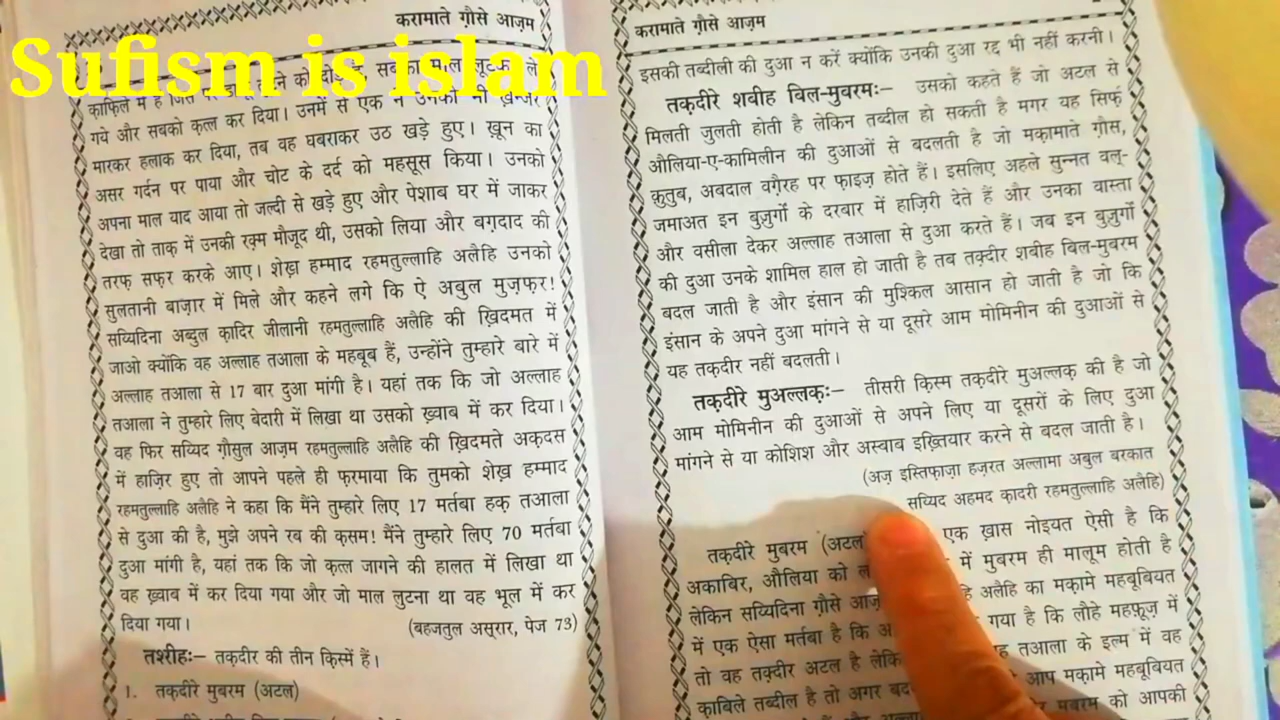 Sufism is islam
करामाते ग़ौसे आज़म
गये और सबको क़त्ल कर दिया। उनमें से एक न उनको भी ख़न्जर
मारकर हलाक कर दिया, तब वह घबराकर उठ खड़े हुए। ख़ून का
असर गर्दन पर पाया और चोट के दर्द को महसूस किया। उनको
अपना माल याद आया तो जल्दी से खड़े हुए और पेशाब घर में जाकर
देखा तो ताक़ में उनकी रक़्म मौजूद थी, उसको लिया और बग़दाद की
तरफ़ सफ़र करके आए। शेख़ हम्माद रहमतुल्लाहि अलैहि उनको
सुलतानी बाज़ार में मिले और कहने लगे कि ऐ अबुल मुज़फ़र!
सय्यिदिना अब्दुल क़ादिर जीलानी रहमतुल्लाहि अलैहि की ख़िदमत में
जाओ क्योंकि वह अल्लाह तआला के महबूब हैं, उन्होंने तुम्हारे बारे में
अल्लाह तआला से 17 बार दुआ मांगी है। यहां तक कि जो अल्लाह
तआला ने तुम्हारे लिए बेदारी में लिखा था उसको ख़्वाब में कर दिया।
वह फिर सय्यिद ग़ौसुल आज़म रहमतुल्लाहि अलैहि की ख़िदमते अक़दस
में हाज़िर हुए तो आपने पहले ही फ़रमाया कि तुमको शेख़ हम्माद
रहमतुल्लाहि अलैहि ने कहा कि मैंने तुम्हारे लिए 17 मर्तबा हक़ तआला
से दुआ की है, मुझे अपने रब की क़सम! मैंने तुम्हारे लिए 70 मर्तबा
दुआ मांगी है, यहां तक कि जो क़त्ल जागने की हालत में लिखा था
वह ख़्वाब में कर दिया गया और जो माल लुटना था वह भूल में कर
दिया गया। (बहजतुल असरार, पेज 73)
तशरीहः– तक़दीर की तीन क़िस्में हैं।
1. तक़दीरे मुबरम (अटल)
करामाते ग़ौसे आज़म
इसकी तब्दीली की दुआ न करें क्योंकि उनकी दुआ रद्द भी नहीं करनी।
तक़दीरे शबीह बिल-मुबरमः– उसको कहते हैं जो अटल से
मिलती जुलती होती है लेकिन तब्दील हो सकती है मगर यह सिर्फ़
औलिया-ए-कामिलीन की दुआओं से बदलती है जो मक़ामाते ग़ौस,
क़ुतुब, अबदाल वग़ैरह पर फ़ाइज़ होते हैं। इसलिए अहले सुन्नत वल्-
जमाअत इन बुज़ुर्गों के दरबार में हाज़िरी देते हैं और उनका वास्ता
और वसीला देकर अल्लाह तआला से दुआ करते हैं। जब इन बुज़ुर्गों
की दुआ उनके शामिल हाल हो जाती है तब तक़्दीर शबीह बिल-मुबरम
बदल जाती है और इंसान की मुश्किल आसान हो जाती है जो कि
इंसान के अपने दुआ मांगने से या दूसरे आम मोमिनीन की दुआओं से
यह तक़दीर नहीं बदलती।
तक़दीरे मुअल्लक़ः– तीसरी क़िस्म तक़दीरे मुअल्लक़ की है जो
आम मोमिनीन की दुआओं से अपने लिए या दूसरों के लिए दुआ
मांगने से या कोशिश और अस्बाब इख़्तियार करने से बदल जाती है।
(अज़ इस्तिफ़ाज़ा हज़रत अल्लामा अबुल बरकात
सय्यिद अहमद क़ादरी रहमतुल्लाहि अलैहि)
तक़दीरे मुबरम (अटल) एक ख़ास नोइयत ऐसी है कि
अकाबिर, औलिया को में मुबरम ही मालूम होती है
लेकिन सय्यिदिना ग़ौसे अलैहि का मक़ामे महबूबियत
में एक ऐसा मर्तबा है कि गया है कि लौहे महफ़ूज़ में
तो वह तक़्दीर अटल है तआला के इल्म में वह
क़ाबिले तब्दील है तो अगर आप मक़ामे महबूबियत
मुबरम को आपकी